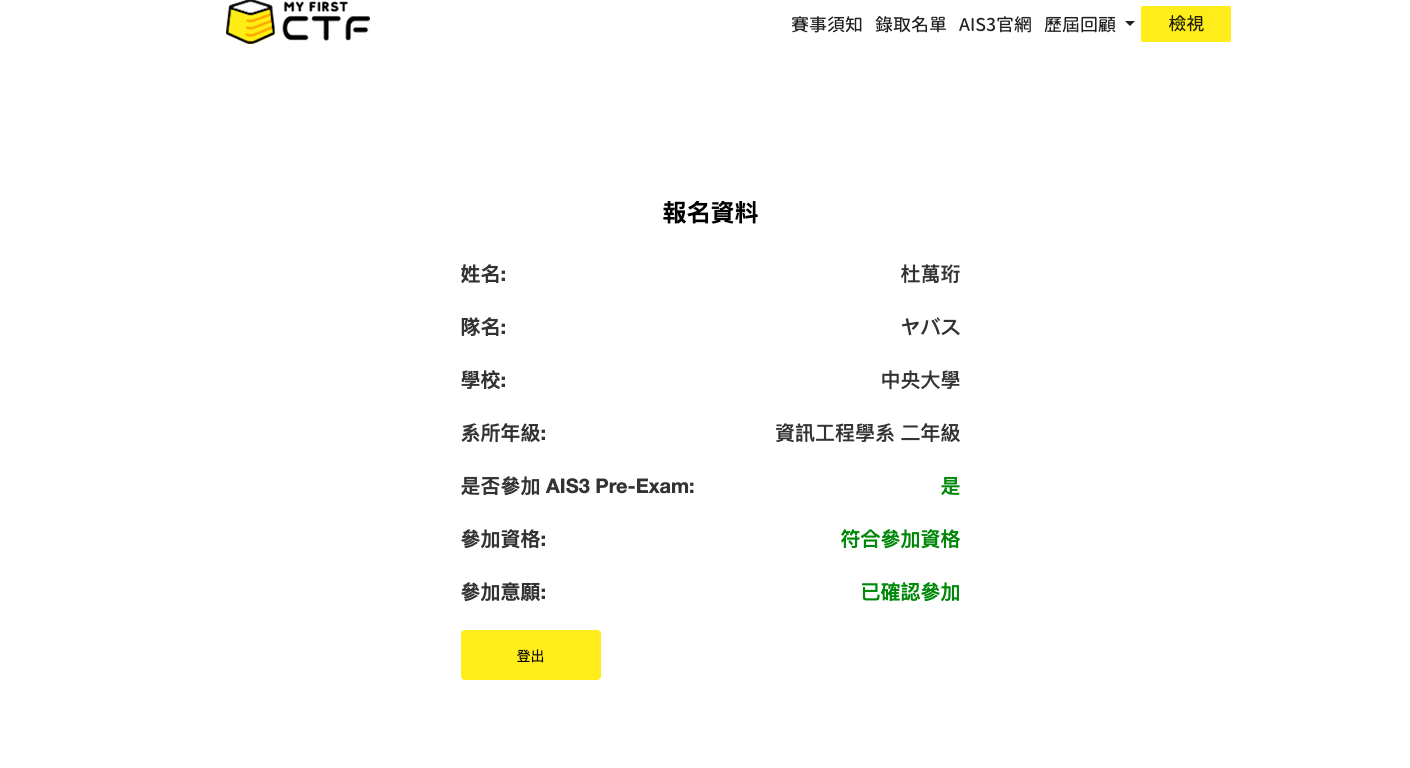 MY FIRST
CTF
賽事須知 錄取名單 AIS3官網 歷屆回顧 檢視
報名資料
姓名: 杜萬珩
隊名: ヤバス
學校: 中央大學
系所年級: 資訊工程學系 二年級
是否參加 AIS3 Pre-Exam: 是
參加資格: 符合參加資格
參加意願: 已確認參加
登出